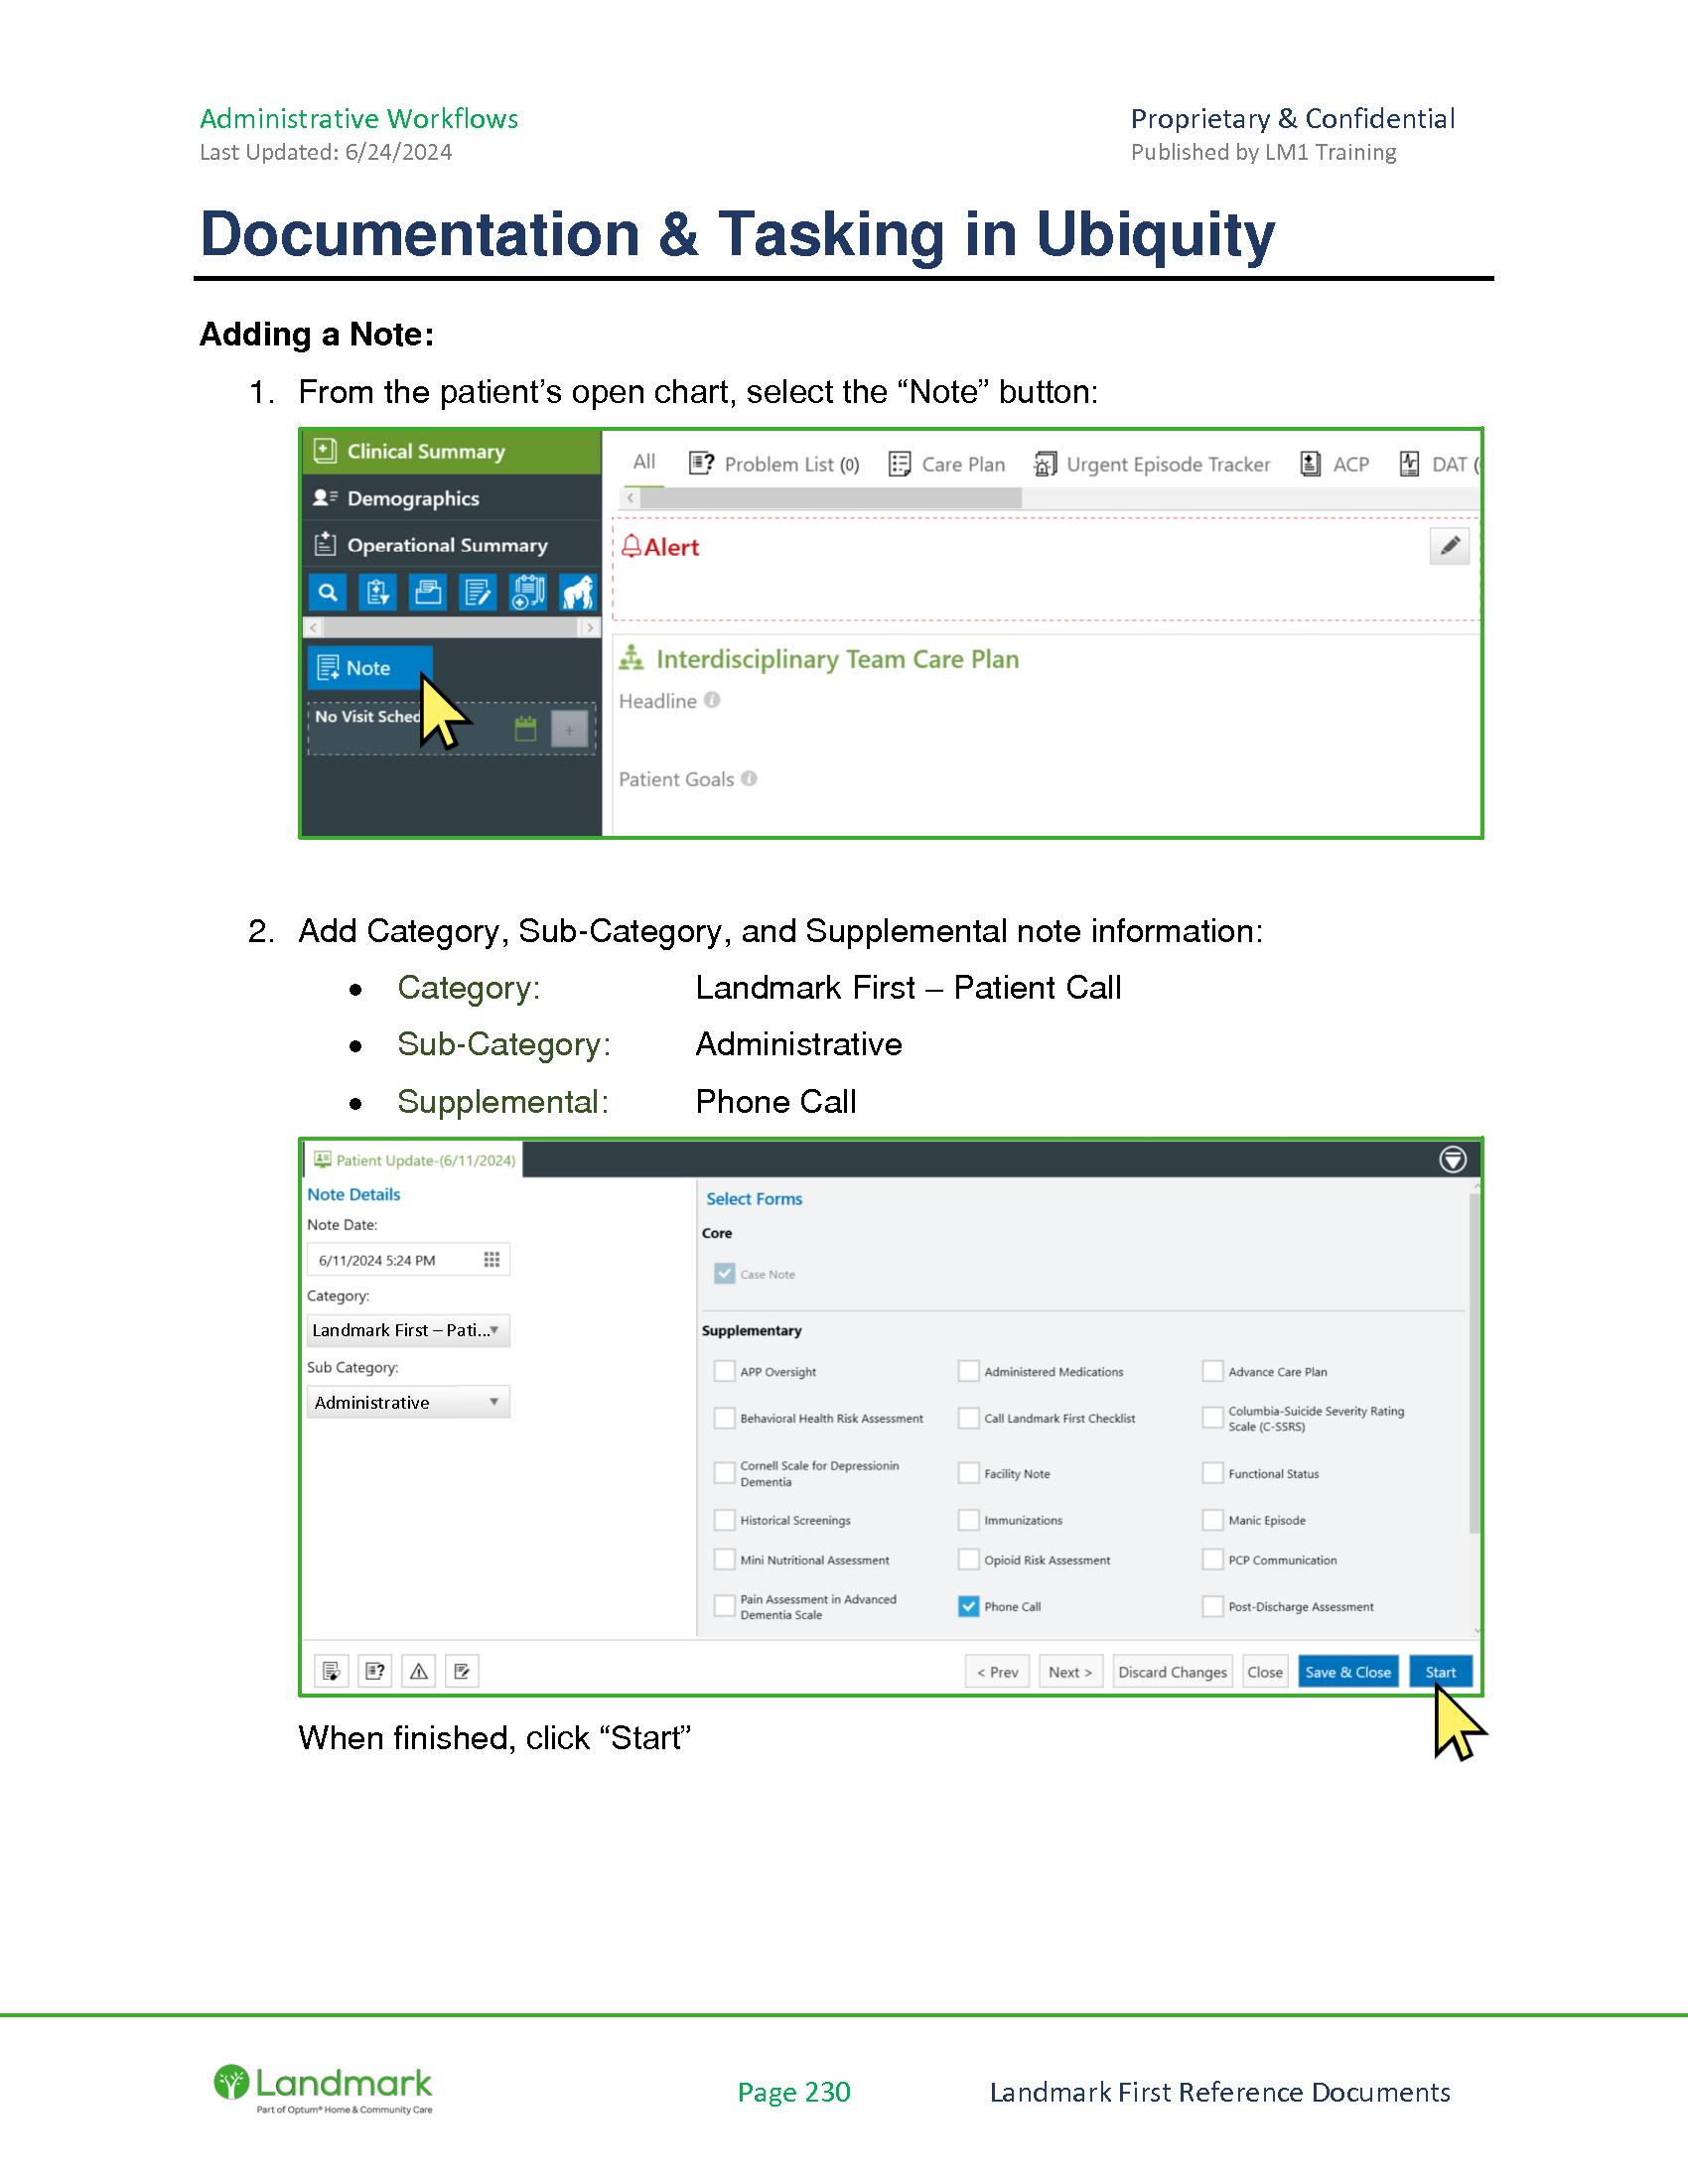 Administrative Workflows
Proprietary & Confidential
Last Updated: 6/24/2024
Published by LM1 Training
Documentation & Tasking in Ubiquity
Adding a Note:
1. From the patient's open chart, select the “Note” button:
Clinical Summary
Demographics
Operational Summary
Note
No Visit Sched
All
Problem List (0)
Care Plan
Urgent Episode Tracker
ACP
DAT (
Alert
Interdisciplinary Team Care Plan
Headline
Patient Goals
2. Add Category, Sub-Category, and Supplemental note information:
• Category: Landmark First – Patient Call
• Sub-Category: Administrative
• Supplemental: Phone Call
Patient Update-(6/11/2024)
Note Details
Note Date:
6/11/2024 5:24 PM
Category:
Landmark First – Pati...
Sub Category:
Administrative
Select Forms
Core
Case Note
Supplementary
APP Oversight
Administered Medications
Advance Care Plan
Behavioral Health Risk Assessment
Call Landmark First Checklist
Columbia-Suicide Severity Rating
Scale (C-SSRS)
Cornell Scale for Depressionin
Dementia
Facility Note
Functional Status
Historical Screenings
Immunizations
Manic Episode
Mini Nutritional Assessment
Opioid Risk Assessment
PCP Communication
Pain Assessment in Advanced
Dementia Scale
Phone Call
Post-Discharge Assessment
< Prev
Next >
Discard Changes
Close
Save & Close
Start
When finished, click “Start”
Landmark
Part of Optum® Home & Community Care
Page 230
Landmark First Reference Documents